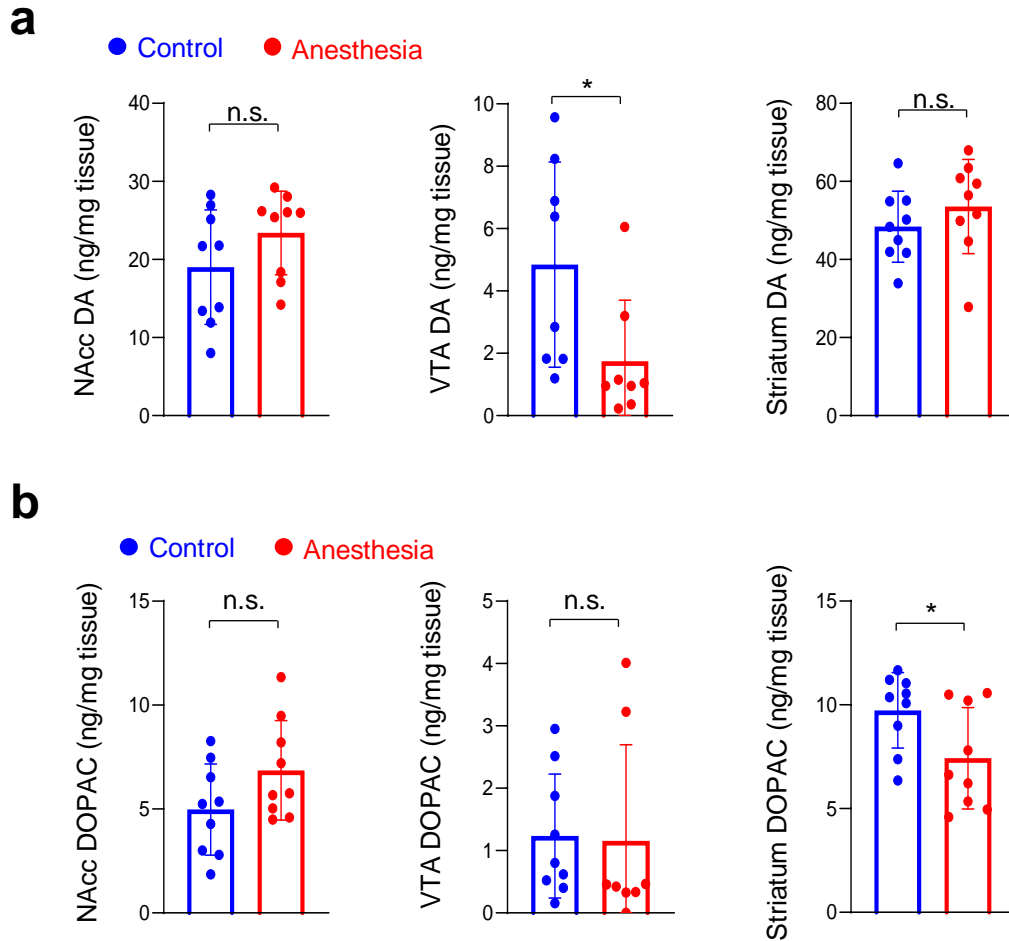 a
Control Anesthesia
NAcc DA (ng/mg tissue)
40
30
20
10
0
n.s.
VTA DA (ng/mg tissue)
10
8
6
4
2
0
*
Striatum DA (ng/mg tissue)
80
60
40
20
0
n.s.
b
Control Anesthesia
NAcc DOPAC (ng/mg tissue)
15
10
5
0
n.s.
VTA DOPAC (ng/mg tissue)
5
4
3
2
1
0
n.s.
Striatum DOPAC (ng/mg tissue)
15
10
5
0
*